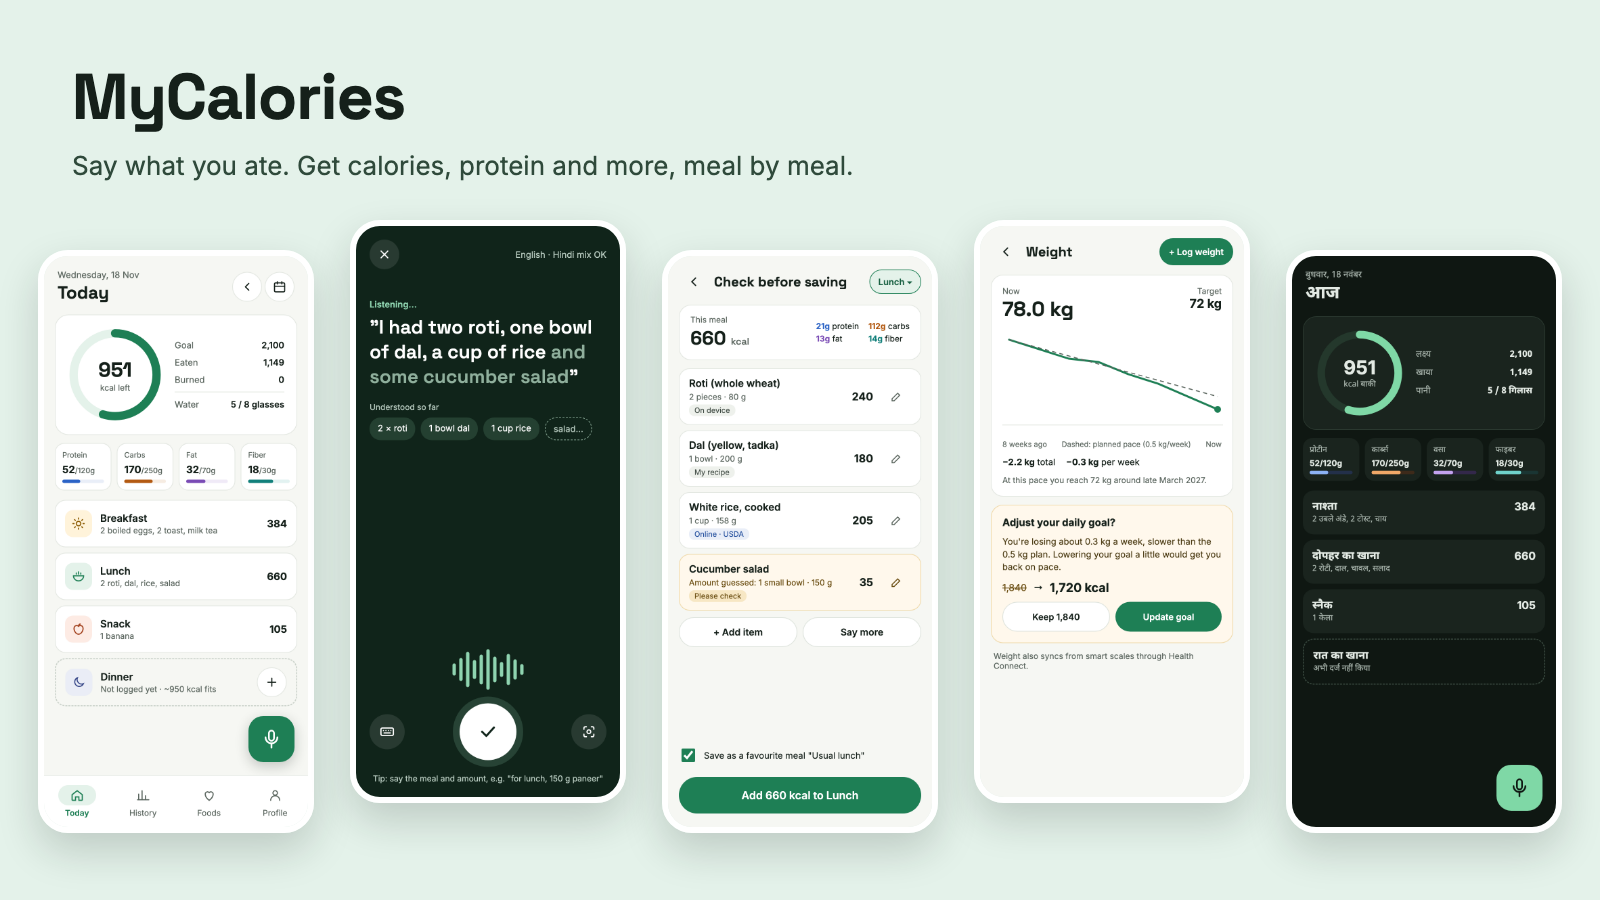 MyCalories
Say what you ate. Get calories, protein and more, meal by meal.
Wednesday, 18 Nov
Today
951
kcal left
Goal 2,100
Eaten 1,149
Burned 0
Water 5 / 8 glasses
Protein
52/120g
Carbs
170/250g
Fat
32/70g
Fiber
18/30g
Breakfast
2 boiled eggs, 2 toast, milk tea
384
Lunch
2 roti, dal, rice, salad
660
Snack
1 banana
105
Dinner
Not logged yet · ~950 kcal fits
Today
History
Foods
Profile
English · Hindi mix OK
Listening...
"I had two roti, one bowl
of dal, a cup of rice and
some cucumber salad"
Understood so far
2 × roti
1 bowl dal
1 cup rice
salad...
Tip: say the meal and amount, e.g. "for lunch, 150 g paneer"
Check before saving
Lunch
This meal
660 kcal
21g protein 112g carbs
13g fat 14g fiber
Roti (whole wheat)
2 pieces · 80 g
On device
240
Dal (yellow, tadka)
1 bowl · 200 g
My recipe
180
White rice, cooked
1 cup · 158 g
Online · USDA
205
Cucumber salad
Amount guessed: 1 small bowl · 150 g
Please check
35
+ Add item
Say more
Save as a favourite meal "Usual lunch"
Add 660 kcal to Lunch
Weight
+ Log weight
Now
78.0 kg
Target
72 kg
8 weeks ago
Dashed: planned pace (0.5 kg/week)
Now
−2.2 kg total −0.3 kg per week
At this pace you reach 72 kg around late March 2027.
Adjust your daily goal?
You're losing about 0.3 kg a week, slower than the
0.5 kg plan. Lowering your goal a little would get you
back on pace.
1,840 → 1,720 kcal
Keep 1,840
Update goal
Weight also syncs from smart scales through Health
Connect.
बुधवार, 18 नवंबर
आज
951
kcal बाकी
लक्ष्य 2,100
खाया 1,149
पानी 5 / 8 गिलास
प्रोटीन
52/120g
कार्ब्स
170/250g
वसा
32/70g
फाइबर
18/30g
नाश्ता
2 उबले अंडे, 2 टोस्ट, चाय
384
दोपहर का खाना
2 रोटी, दाल, चावल, सलाद
660
स्नैक
1 केला
105
रात का खाना
अभी दर्ज नहीं किया